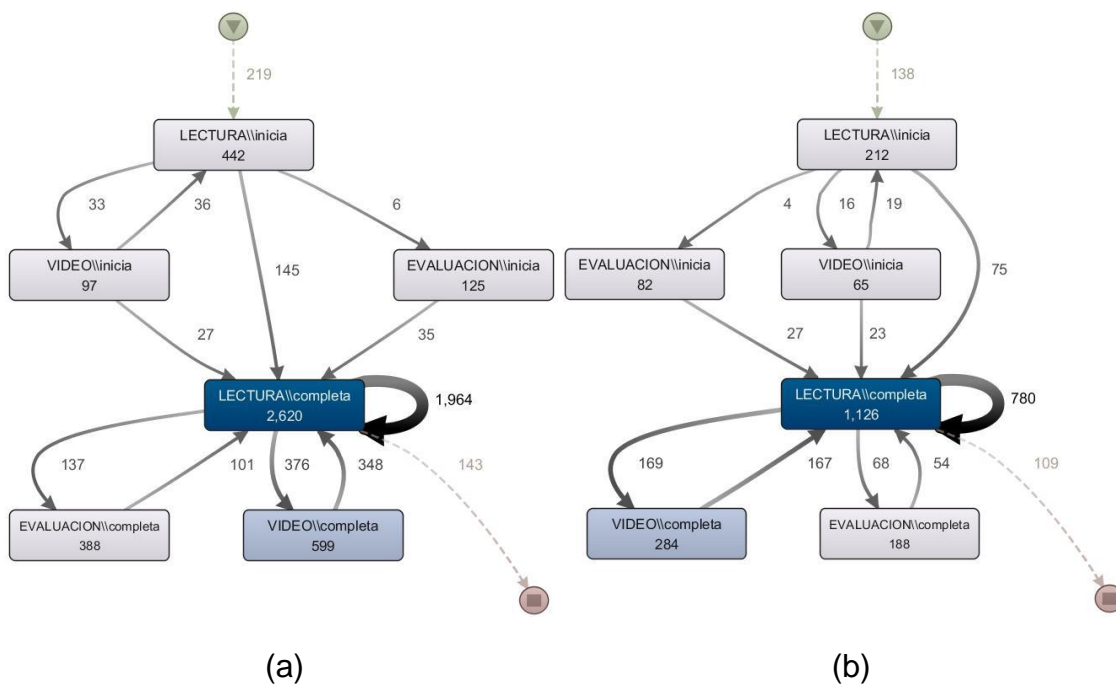 219
LECTURA\\inicia
442
33
36
6
145
VIDEO\\inicia
97
EVALUACION\\inicia
125
27
35
LECTURA\\completa
2,620
1,964
137
101
376
348
143
EVALUACION\\completa
388
VIDEO\\completa
599
(a)
138
LECTURA\\inicia
212
4
16
19
75
EVALUACION\\inicia
82
VIDEO\\inicia
65
27
23
LECTURA\\completa
1,126
780
169
167
68
54
109
VIDEO\\completa
284
EVALUACION\\completa
188
(b)